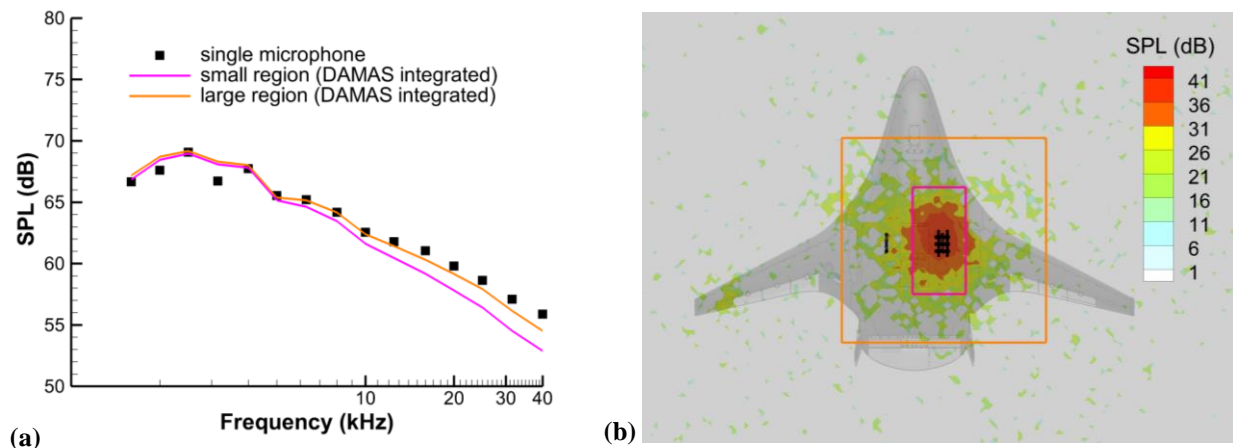 80
75
70
65
60
55
50
SPL (dB)
single microphone
small region (DAMAS integrated)
large region (DAMAS integrated)
10 20 30 40
Frequency (kHz)
(a)
SPL (dB)
41
36
31
26
21
16
11
6
1
(b)